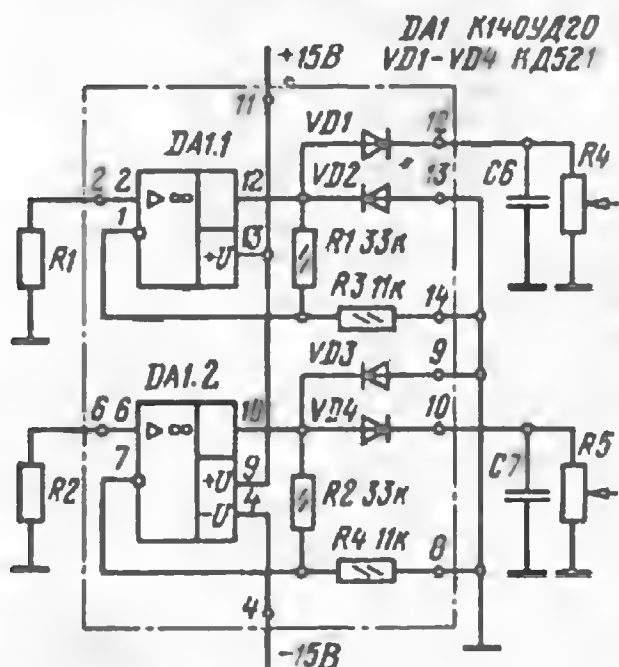 DA1 К140УД20
+15В VD1-VD4 КД521
11
VD1 12
DA1.1
VD2 13 C6 R4
2 2 ▷∞ 12
1
+U 13
R1 R1 33к
R3 11к 14
VD3 9
DA1.2
VD4 10
6 6 ▷∞ 10
7
R2 +U 9 R2 33к C7 R5
-U 4
R4 11к 8
4
-15В